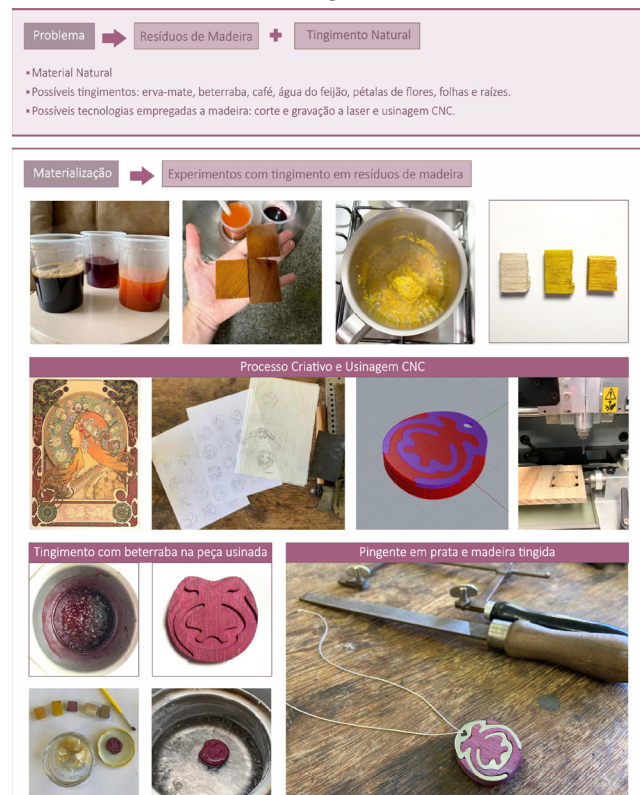 Problema
Resíduos de Madeira
+
Tingimento Natural
▪ Material Natural
▪ Possíveis tingimentos: erva-mate, beterraba, café, água do feijão, pétalas de flores, folhas e raízes.
▪ Possíveis tecnologias empregadas a madeira: corte e gravação a laser e usinagem CNC.
Materialização
Experimentos com tingimento em resíduos de madeira
Processo Criativo e Usinagem CNC
Tingimento com beterraba na peça usinada
Pingente em prata e madeira tingida